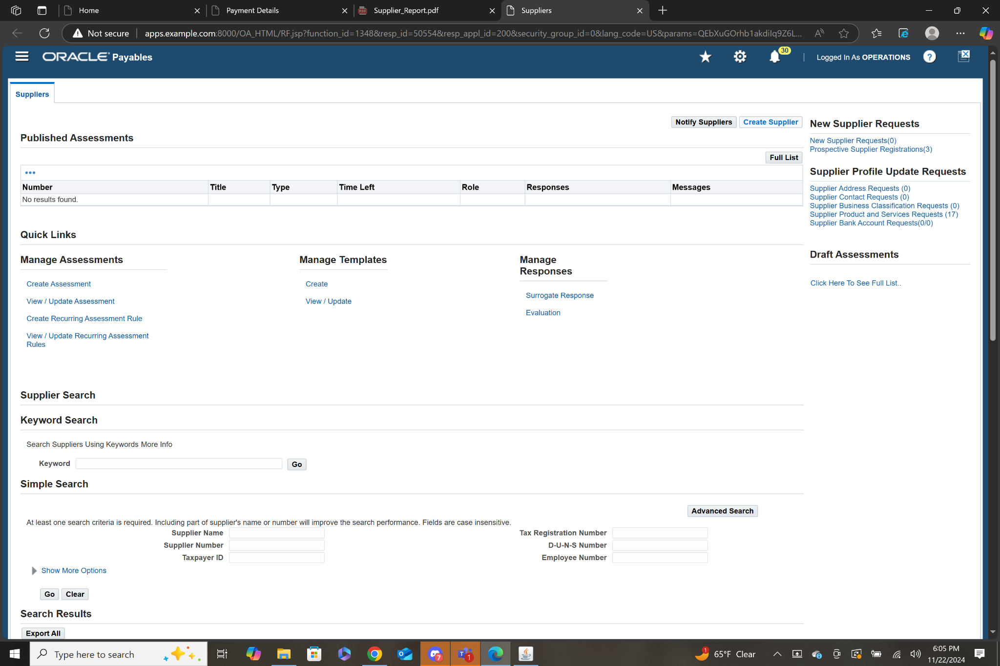 Home
Payment Details
Supplier_Report.pdf
Suppliers
Not secure
apps.example.com:8000/OA_HTML/RF.jsp?function_id=1348&resp_id=50554&resp_appl_id=200&security_group_id=0&lang_code=US&params=QEbXuGOrhb1akdiIq9Z6L...
ORACLE Payables
30
Logged In As OPERATIONS
Suppliers
Notify Suppliers
Create Supplier
Published Assessments
Full List
Number Title Type Time Left Role Responses Messages
No results found.
Quick Links
Manage Assessments
Create Assessment
View / Update Assessment
Create Recurring Assessment Rule
View / Update Recurring Assessment
Rules
Manage Templates
Create
View / Update
Manage
Responses
Surrogate Response
Evaluation
New Supplier Requests
New Supplier Requests(0)
Prospective Supplier Registrations(3)
Supplier Profile Update Requests
Supplier Address Requests (0)
Supplier Contact Requests (0)
Supplier Business Classification Requests (0)
Supplier Product and Services Requests (17)
Supplier Bank Account Requests(0/0)
Draft Assessments
Click Here To See Full List..
Supplier Search
Keyword Search
Search Suppliers Using Keywords More Info
Keyword
Go
Simple Search
Advanced Search
At least one search criteria is required. Including part of supplier's name or number will improve the search performance. Fields are case insensitive.
Supplier Name
Tax Registration Number
Supplier Number
D-U-N-S Number
Taxpayer ID
Employee Number
Show More Options
Go
Clear
Search Results
Export All
Type here to search
7
1
1
65°F Clear
6:05 PM
11/22/2024